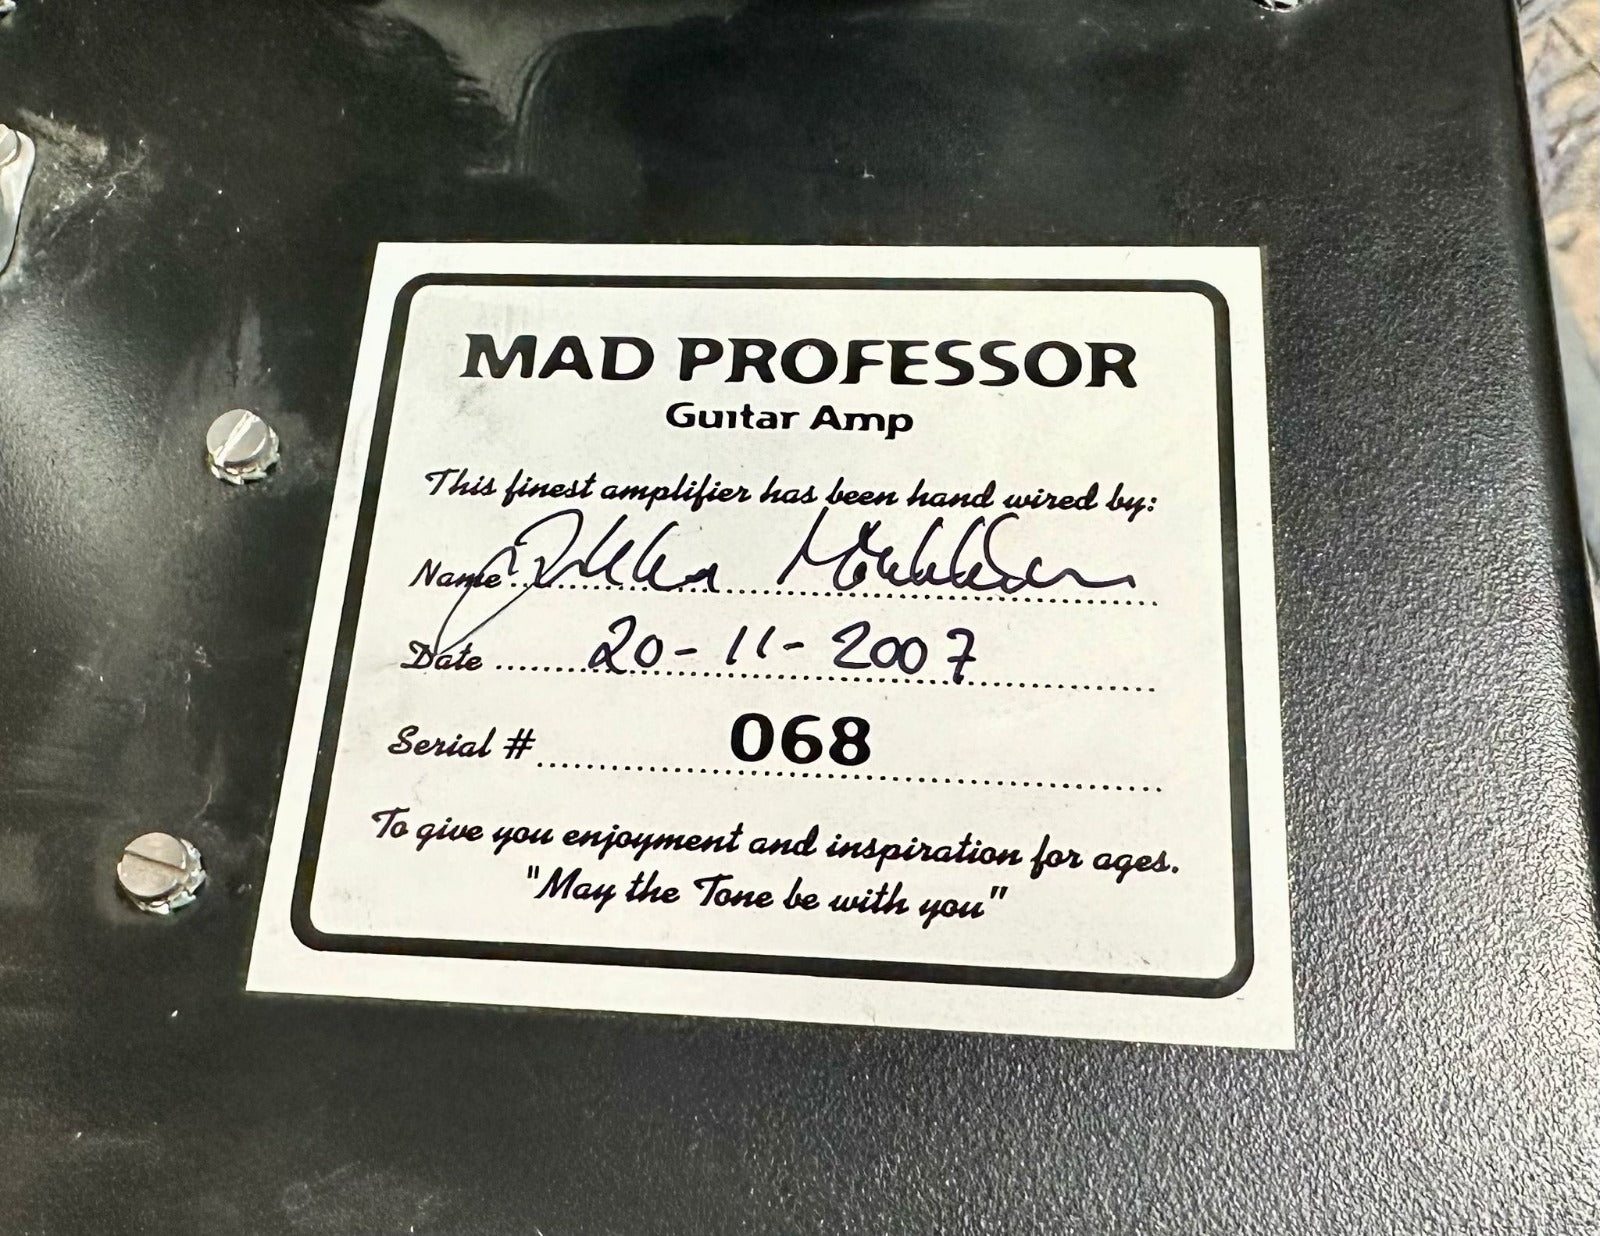 MAD PROFESSOR
Guitar Amp
This finest amplifier has been hand wired by:
Name
Date 20-11-2007
Serial # 068
To give you enjoyment and inspiration for ages.
"May the Tone be with you"